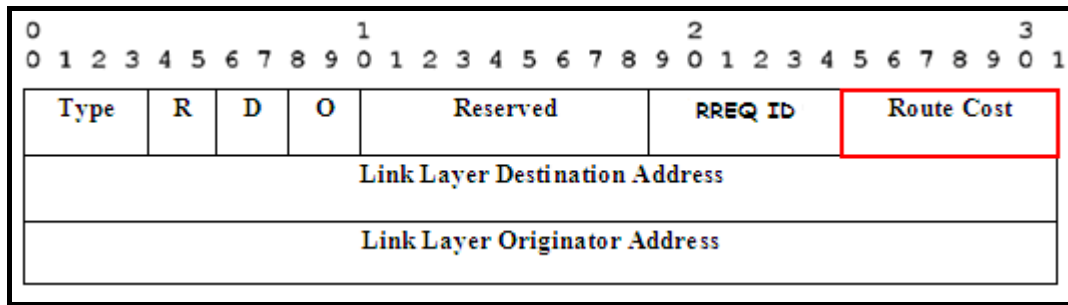 0 1 2 3
0 1 2 3 4 5 6 7 8 9 0 1 2 3 4 5 6 7 8 9 0 1 2 3 4 5 6 7 8 9 0 1
Type R D O Reserved RREQ ID Route Cost
Link Layer Destination Address
Link Layer Originator Address